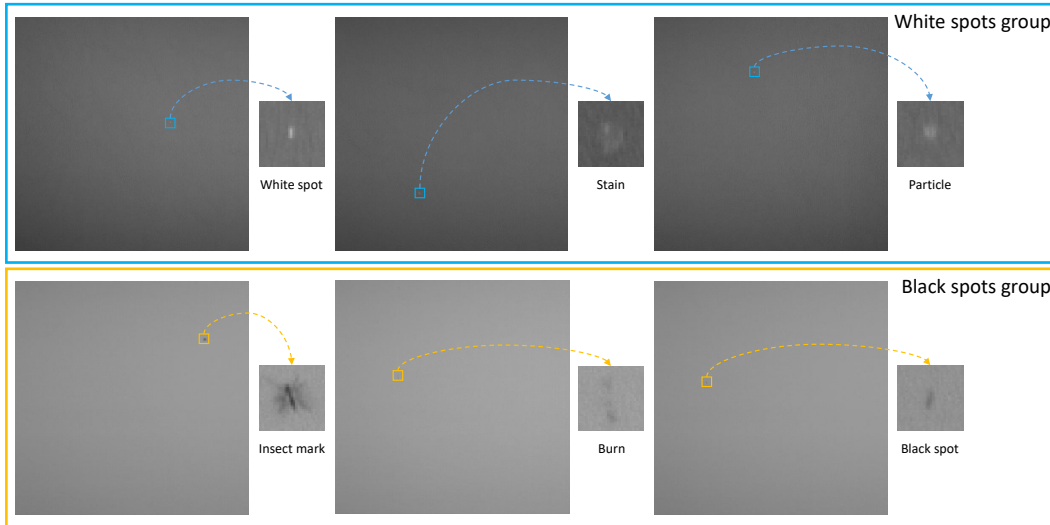 White spots group
White spot
Stain
Particle
Black spots group
Insect mark
Burn
Black spot